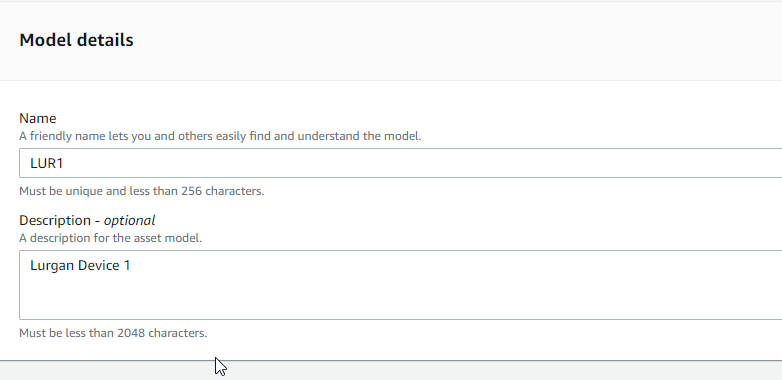 Model details
Name
A friendly name lets you and others easily find and understand the model.
LUR1
Must be unique and less than 256 characters.
Description - optional
A description for the asset model.
Lurgan Device 1
Must be less than 2048 characters.